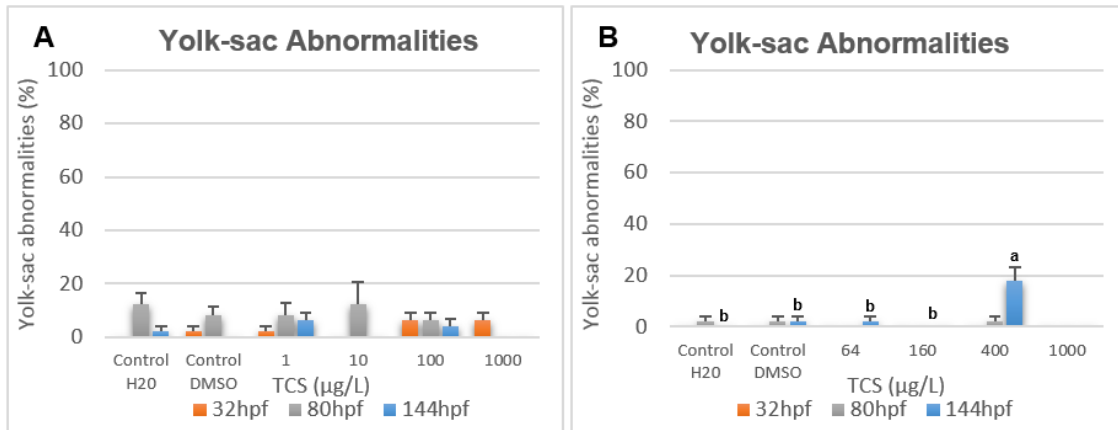 A
Yolk-sac Abnormalities
Yolk-sac abnormalities (%)
100
80
60
40
20
0
Control
H20
Control
DMSO
1
10
100
1000
TCS (µg/L)
32hpf 80hpf 144hpf
B
Yolk-sac Abnormalities
Yolk-sac abnormalities (%)
100
80
60
40
20
0
b
b
b
b
a
Control
H20
Control
DMSO
64
160
400
1000
TCS (µg/L)
32hpf 80hpf 144hpf